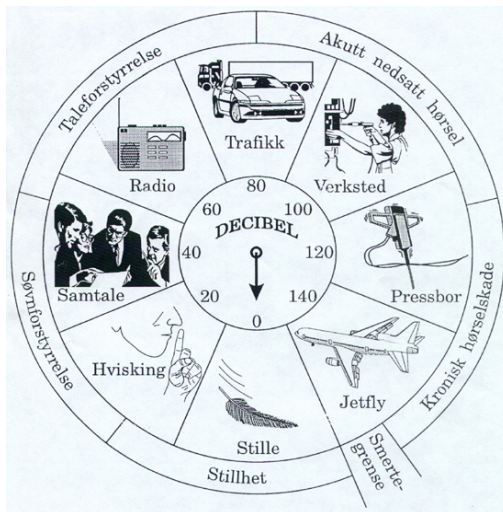 Taleforstyrrelse
Akutt nedsatt hørsel
Trafikk
Radio
Verksted
80
60
100
DECIBEL
40
120
Samtale
Pressbor
20
140
0
Søvnforstyrrelse
Kronisk hørselskade
Hvisking
Jetfly
Stille
Stillhet
Smerte-
grense